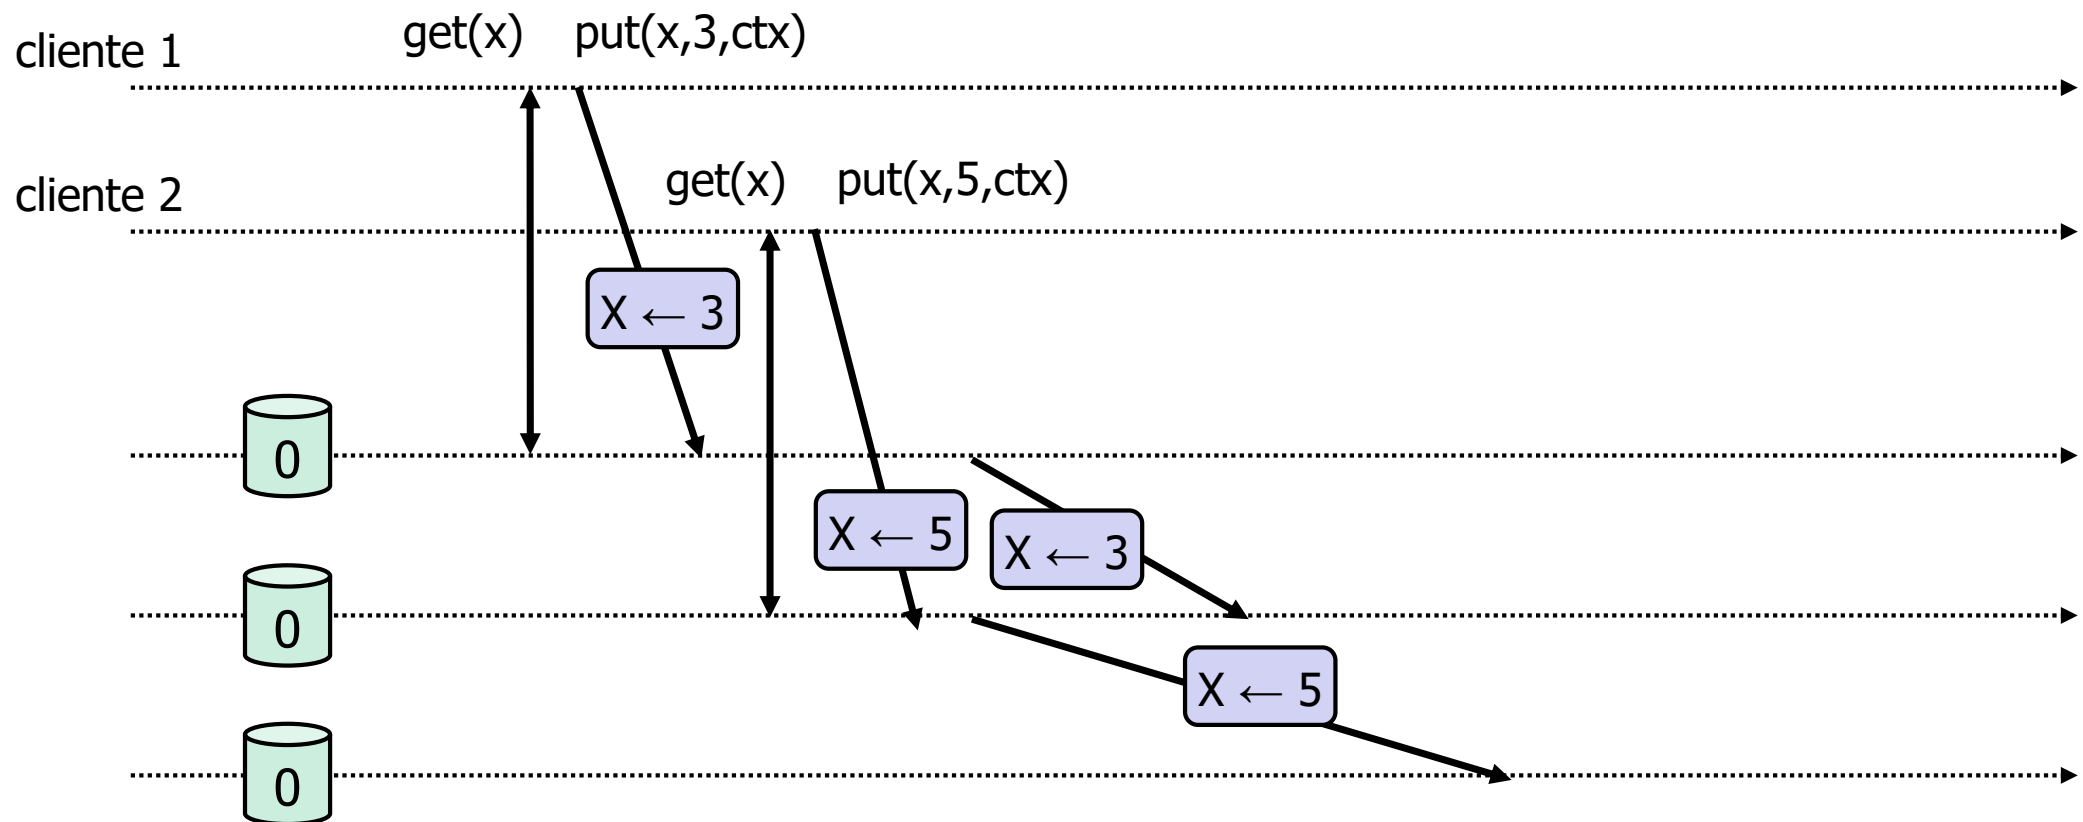 get(x) put(x,3,ctx)
cliente 1
get(x) put(x,5,ctx)
cliente 2
X ← 3
0
X ← 5
X ← 3
0
X ← 5
0